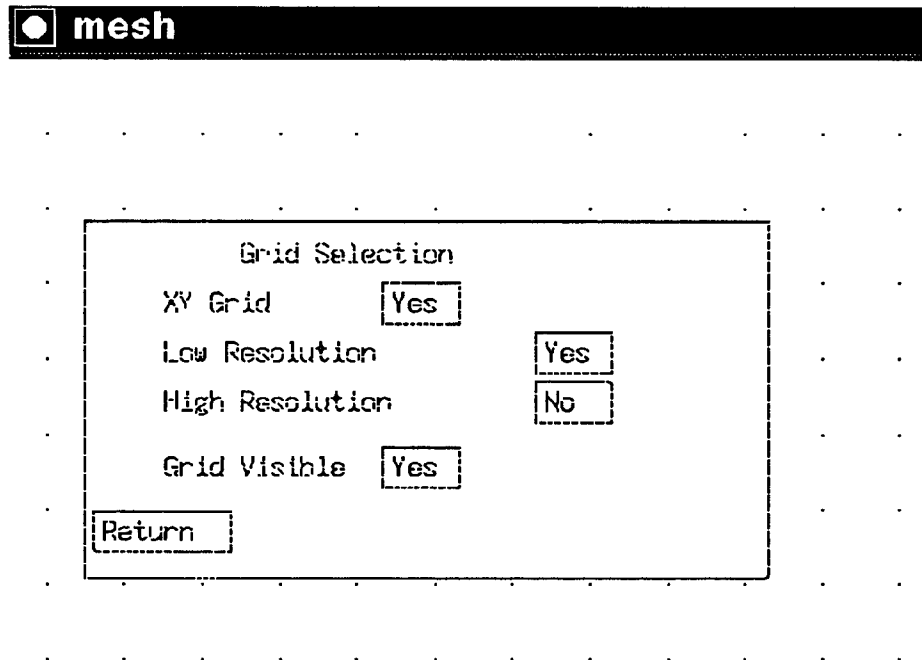 mesh
Grid Selection
XY Grid Yes
Low Resolution Yes
High Resolution No
Grid Visible Yes
Return